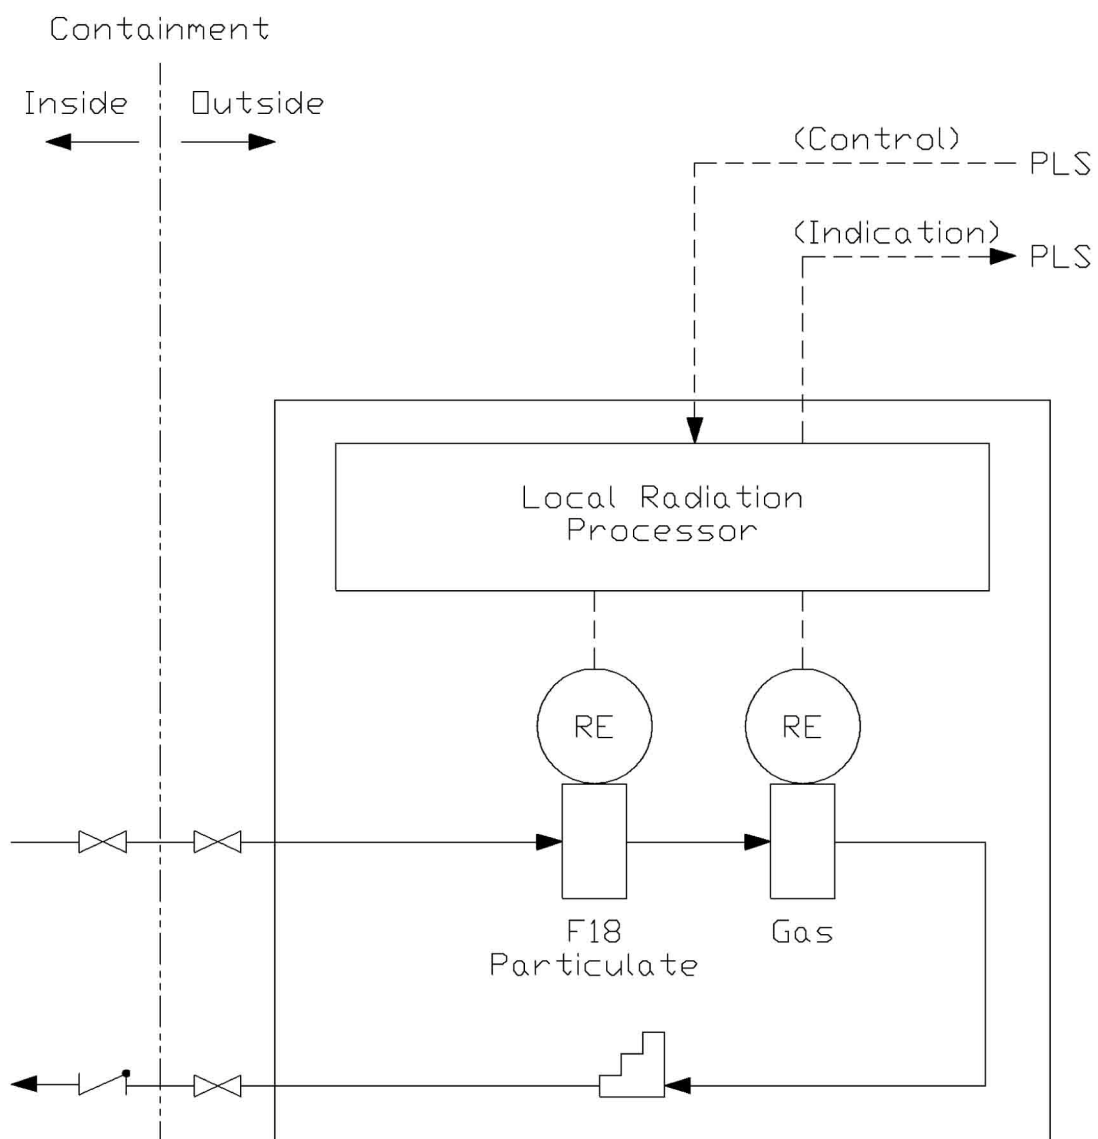 Containment
Inside
Outside
(Control)
PLS
(Indication)
PLS
Local Radiation
Processor
RE
RE
F18
Particulate
Gas